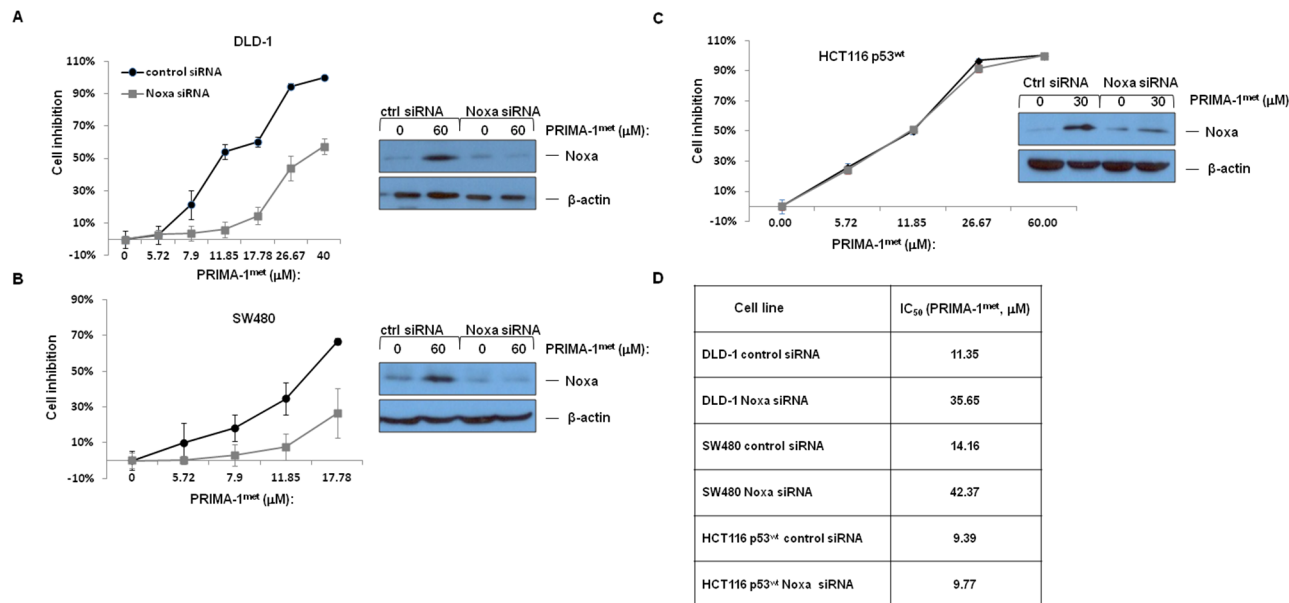 A
DLD-1
110%
90%
70%
50%
30%
10%
-10%
Cell inhibition
control siRNA
Noxa siRNA
0 5.72 7.9 11.85 17.78 26.67 40
PRIMA-1ᵐᵉᵗ (μM):
ctrl siRNA Noxa siRNA
0 60 0 60 PRIMA-1ᵐᵉᵗ (μM):
Noxa
β-actin
B
SW480
90%
70%
50%
30%
10%
-10%
Cell inhibition
0 5.72 7.9 11.85 17.78
PRIMA-1ᵐᵉᵗ (μM):
ctrl siRNA Noxa siRNA
0 60 0 60 PRIMA-1ᵐᵉᵗ (μM):
Noxa
β-actin
C
HCT116 p53ʷᵗ
110%
90%
70%
50%
30%
10%
-10%
Cell inhibition
0.00 5.72 11.85 26.67 60.00
PRIMA-1ᵐᵉᵗ (μM):
Ctrl siRNA Noxa siRNA
0 30 0 30 PRIMA-1ᵐᵉᵗ (μM)
Noxa
β-actin
D
Cell line IC₅₀ (PRIMA-1ᵐᵉᵗ, μM)
DLD-1 control siRNA 11.35
DLD-1 Noxa siRNA 35.65
SW480 control siRNA 14.16
SW480 Noxa siRNA 42.37
HCT116 p53ʷᵗ control siRNA 9.39
HCT116 p53ʷᵗ Noxa siRNA 9.77